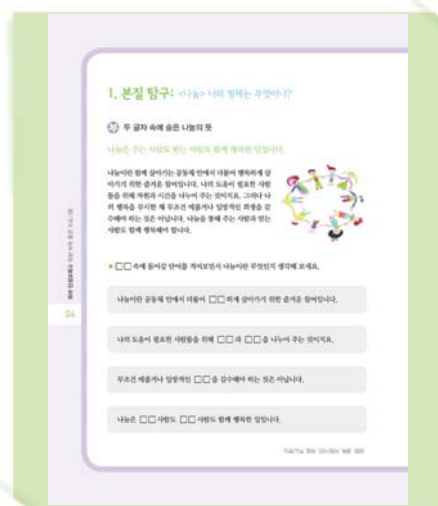 1. 본질 탐구: <나눔> 너의 정체는 무엇이냐?
두 글자 속에 숨든 나눔의 뜻
나눔은 주는 사람도 받는 사람도 함께 행복한 일입니다.
나눔이란 함께 살아가는 공동체 안에서 더불어 행복하게 살
아가기 위한 즐거운 참여입니다. 나의 도움이 필요한 사람
들을 위해 자원과 시간을 나누어 주는 것이지요. 그러나 나
의 행복을 무시한 채 무조건 베풀거나 일방적인 희생을 감
수해야 하는 것은 아닙니다. 나눔을 통해 주는 사람과 받는
사람도 함께 행복해야 합니다.
□□ 속에 들어갈 단어를 적어보면서 나눔이란 무엇인지 생각해 보세요.
나눔이란 공동체 안에서 더불어 □□하게 살아가기 위한 즐거운 참여입니다.
나의 도움이 필요한 사람들을 위해 □□과 □□을 나누어 주는 것이지요.
무조건 베풀거나 일방적인 □□을 감수해야 하는 것은 아닙니다.
나눔은 □□ 사람도 □□ 사람도 함께 행복한 일입니다.
04